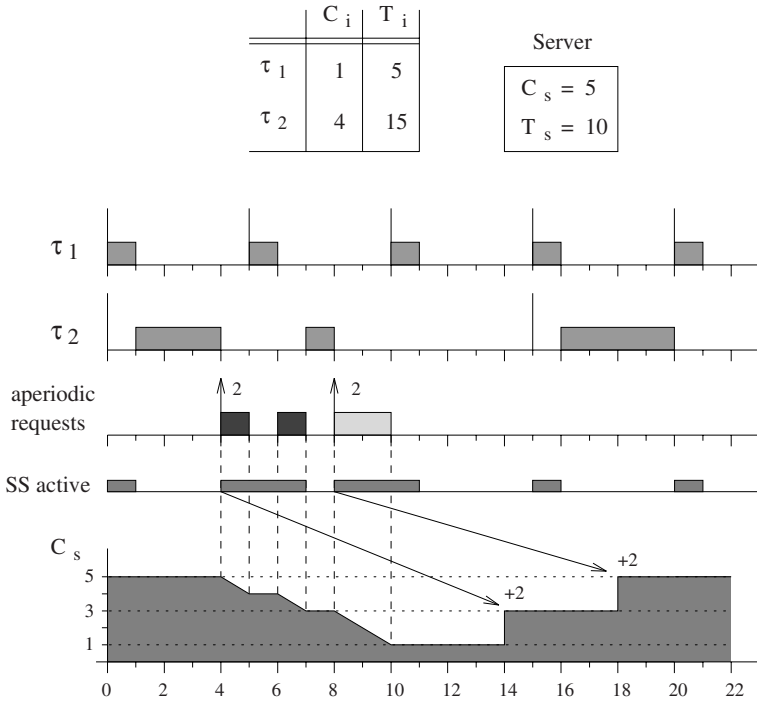 C i T i
τ 1 1 5
τ 2 4 15
Server
C s = 5
T s = 10
τ 1
τ 2
aperiodic
requests
2 2
SS active
C s
+2
+2
5
3
1
0 2 4 6 8 10 12 14 16 18 20 22